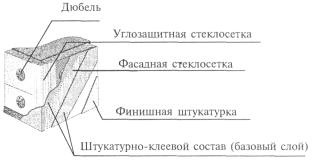 Дюбель
Углозащитная стеклосетка
Фасадная стеклосетка
Финишная штукатурка
Штукатурно-клеевой состав (базовый слой)